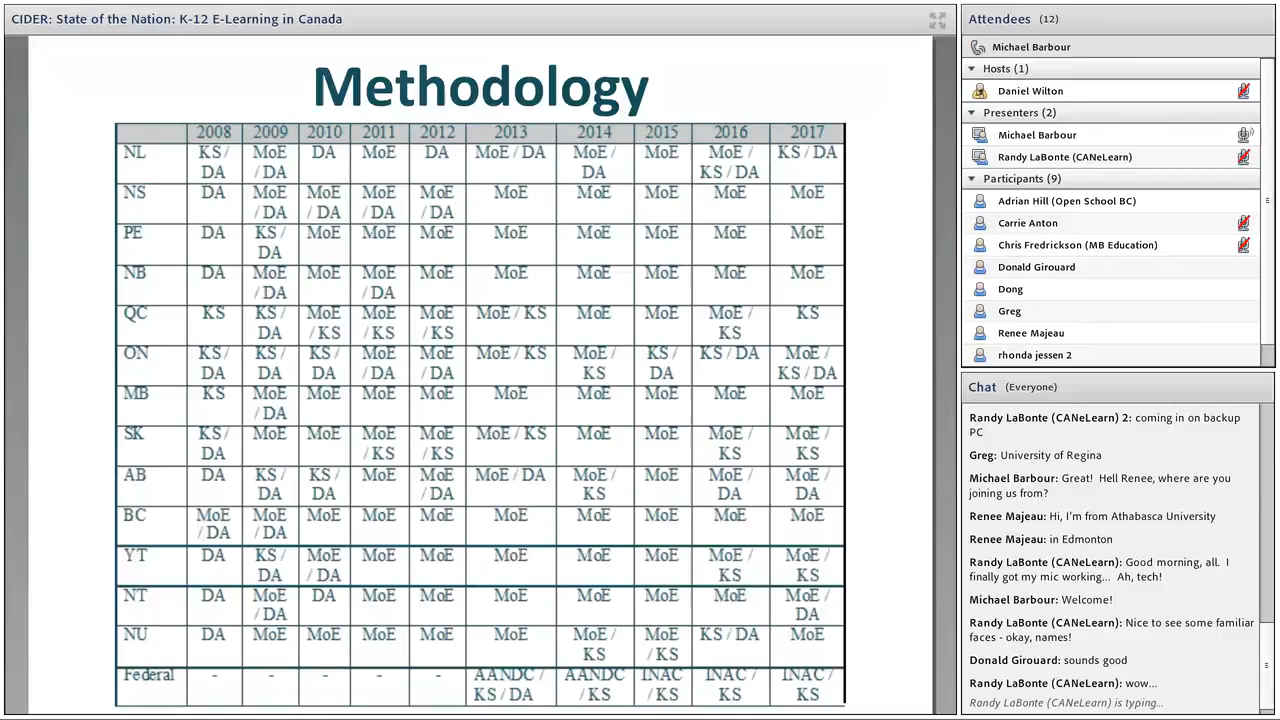 CIDER: State of the Nation: K-12 E-Learning in Canada
Methodology
2008 2009 2010 2011 2012 2013 2014 2015 2016 2017
NL KS / DA MoE / DA DA MoE DA MoE / DA MoE / DA MoE MoE / KS / DA KS / DA
NS DA MoE / DA MoE / DA MoE / DA MoE / DA MoE MoE MoE MoE MoE
PE DA KS / DA MoE MoE MoE MoE MoE MoE MoE MoE
NB DA MoE / DA MoE MoE / DA MoE MoE MoE MoE MoE MoE
QC KS KS / DA MoE / KS MoE / KS MoE / KS MoE / KS MoE MoE MoE / KS KS
ON KS / DA KS / DA KS / DA MoE / DA MoE / DA MoE / KS MoE / KS KS / DA KS / DA MoE / KS / DA
MB KS MoE / DA MoE MoE MoE MoE MoE MoE MoE MoE
SK KS / DA MoE MoE MoE / KS MoE / KS MoE / KS MoE MoE MoE / KS MoE / KS
AB DA KS / DA KS / DA MoE MoE / DA MoE / DA MoE / KS MoE MoE / DA MoE / DA
BC MoE / DA MoE / DA MoE MoE MoE MoE MoE MoE MoE MoE
YT DA KS / DA MoE / DA MoE MoE MoE MoE MoE MoE / KS MoE / KS
NT DA MoE / DA DA MoE MoE MoE MoE MoE MoE MoE / DA
NU DA MoE MoE MoE MoE MoE MoE / KS MoE / KS KS / DA MoE
Federal - - - - - AANDC / KS / DA AANDC / KS INAC / KS INAC / KS INAC / KS
Attendees (12)
Michael Barbour
Hosts (1)
Daniel Wilton
Presenters (2)
Michael Barbour
Randy LaBonte (CANeLearn)
Participants (9)
Adrian Hill (Open School BC)
Carrie Anton
Chris Fredrickson (MB Education)
Donald Girouard
Dong
Greg
Renee Majeau
rhonda jessen 2
Chat (Everyone)
Randy LaBonte (CANeLearn) 2: coming in on backup
PC
Greg: University of Regina
Michael Barbour: Great! Hell Renee, where are you
joining us from?
Renee Majeau: Hi, I'm from Athabasca University
Renee Majeau: in Edmonton
Randy LaBonte (CANeLearn): Good morning, all. I
finally got my mic working... Ah, tech!
Michael Barbour: Welcome!
Randy LaBonte (CANeLearn): Nice to see some familiar
faces - okay, names!
Donald Girouard: sounds good
Randy LaBonte (CANeLearn): wow...
Randy LaBonte (CANeLearn) is typing...